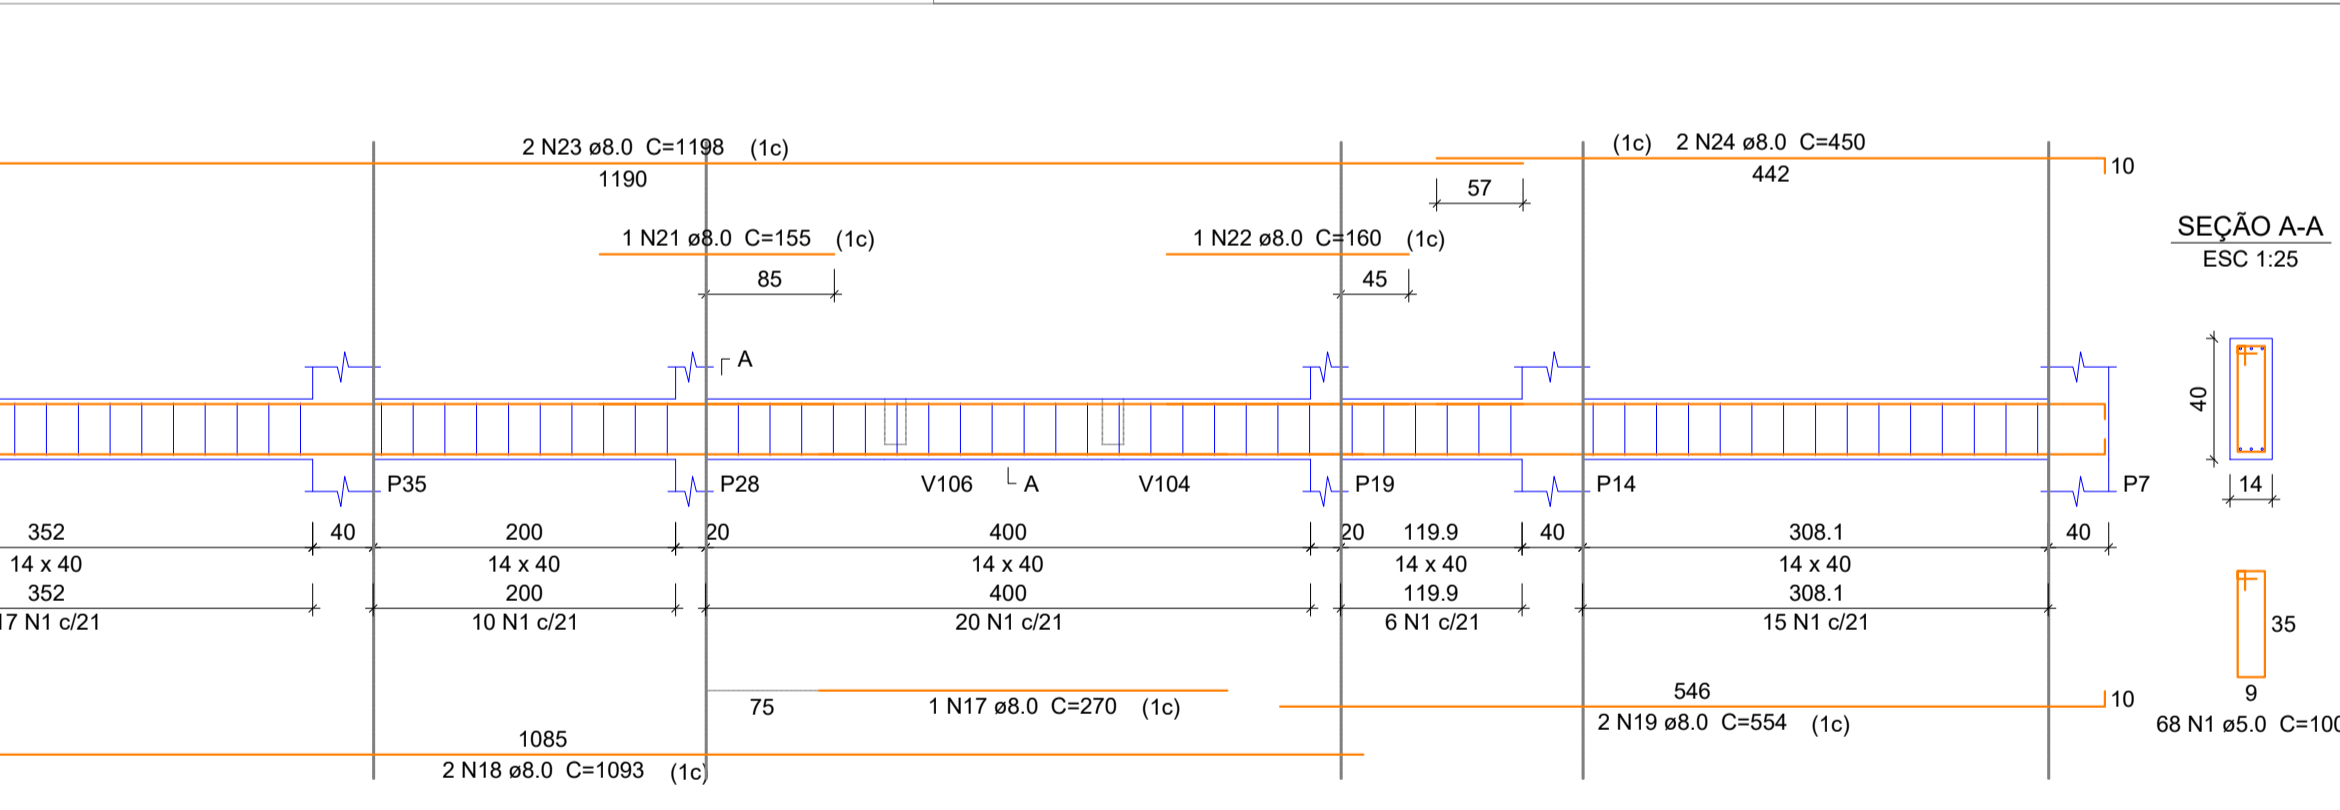 2 N23 ø8.0 C=1198 (1c)
1190
(1c) 2 N24 ø8.0 C=450
442
10
57
1 N21 ø8.0 C=155 (1c)
85
1 N22 ø8.0 C=160 (1c)
45
SEÇÃO A-A
ESC 1:25
A
40
14
P35
P28
V106
A
V104
P19
P14
P7
352
40
200
20
400
20
119.9
40
308.1
40
14 x 40
14 x 40
14 x 40
14 x 40
14 x 40
352
200
400
119.9
308.1
17 N1 c/21
10 N1 c/21
20 N1 c/21
6 N1 c/21
15 N1 c/21
35
9
68 N1 ø5.0 C=100
75
1 N17 ø8.0 C=270 (1c)
546
10
2 N19 ø8.0 C=554 (1c)
1085
2 N18 ø8.0 C=1093 (1c)